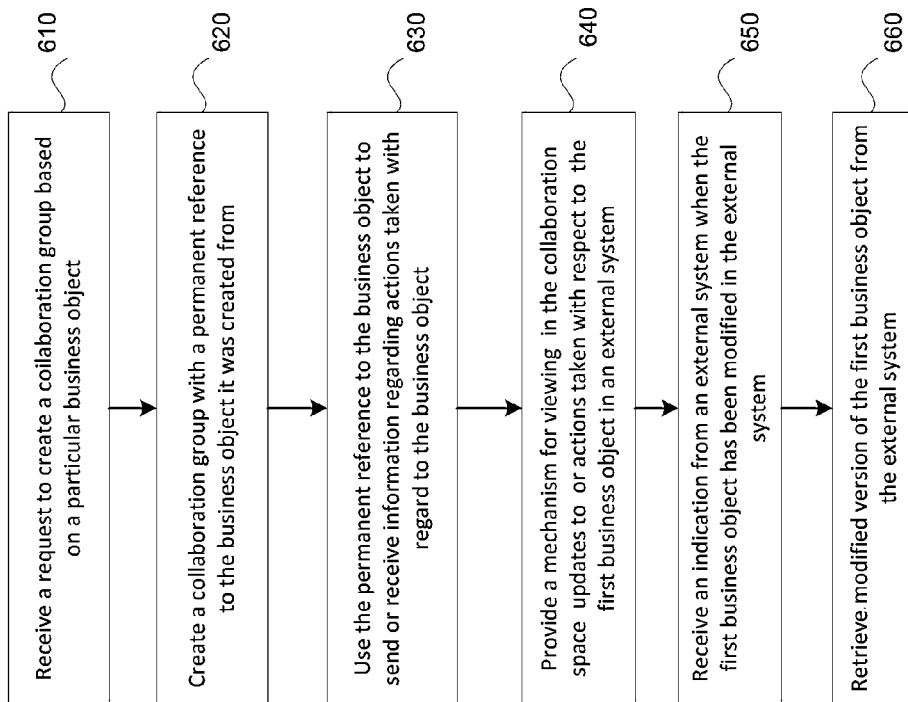 Receive a request to create a collaboration group based
on a particular business object
610
Create a collaboration group with a permanent reference
to the business object it was created from
620
Use the permanent reference to the business object to
send or receive information regarding actions taken with
regard to the business object
630
Provide a mechanism for viewing in the collaboration
space updates to or actions taken with respect to the
first business object in an external system
640
Receive an indication from an external system when the
first business object has been modified in the external
system
650
Retrieve modified version of the first business object from
the external system
660